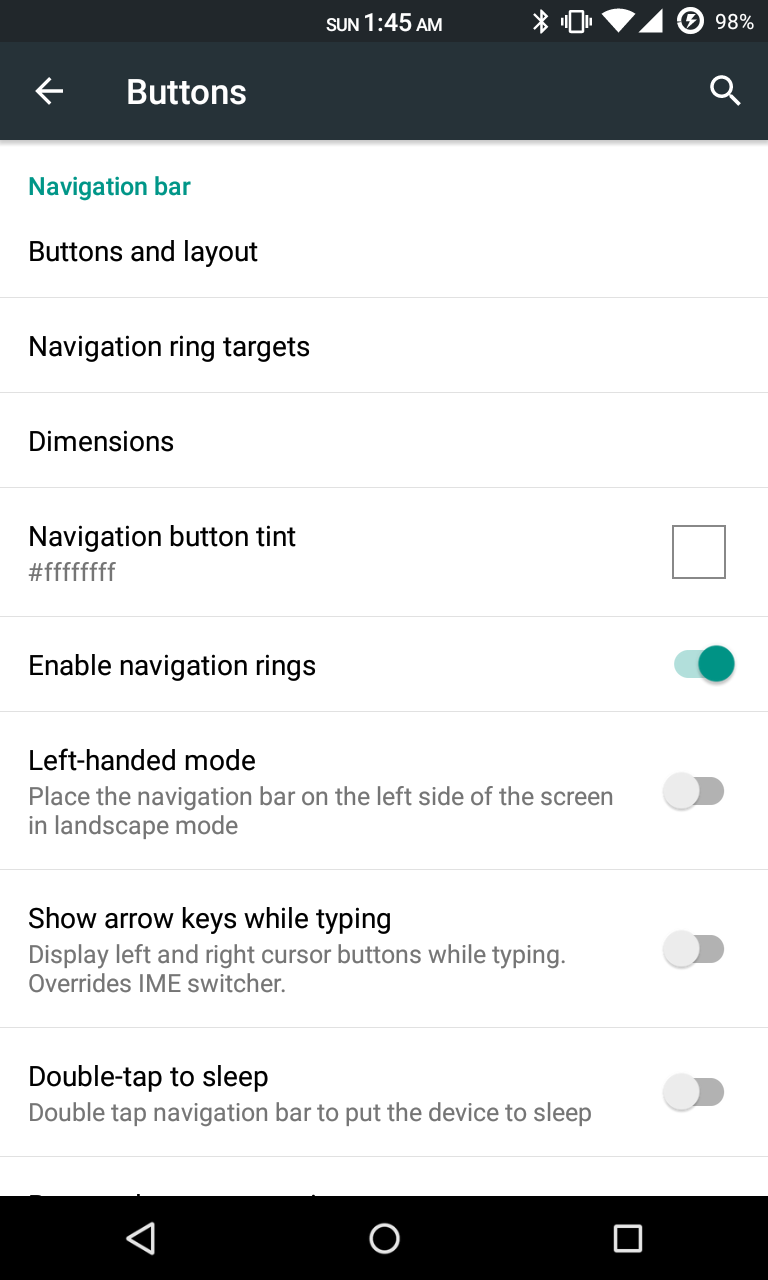 SUN 1:45 AM 98%
Buttons
Navigation bar
Buttons and layout
Navigation ring targets
Dimensions
Navigation button tint
#ffffffff
Enable navigation rings
Left-handed mode
Place the navigation bar on the left side of the screen
in landscape mode
Show arrow keys while typing
Display left and right cursor buttons while typing.
Overrides IME switcher.
Double-tap to sleep
Double tap navigation bar to put the device to sleep